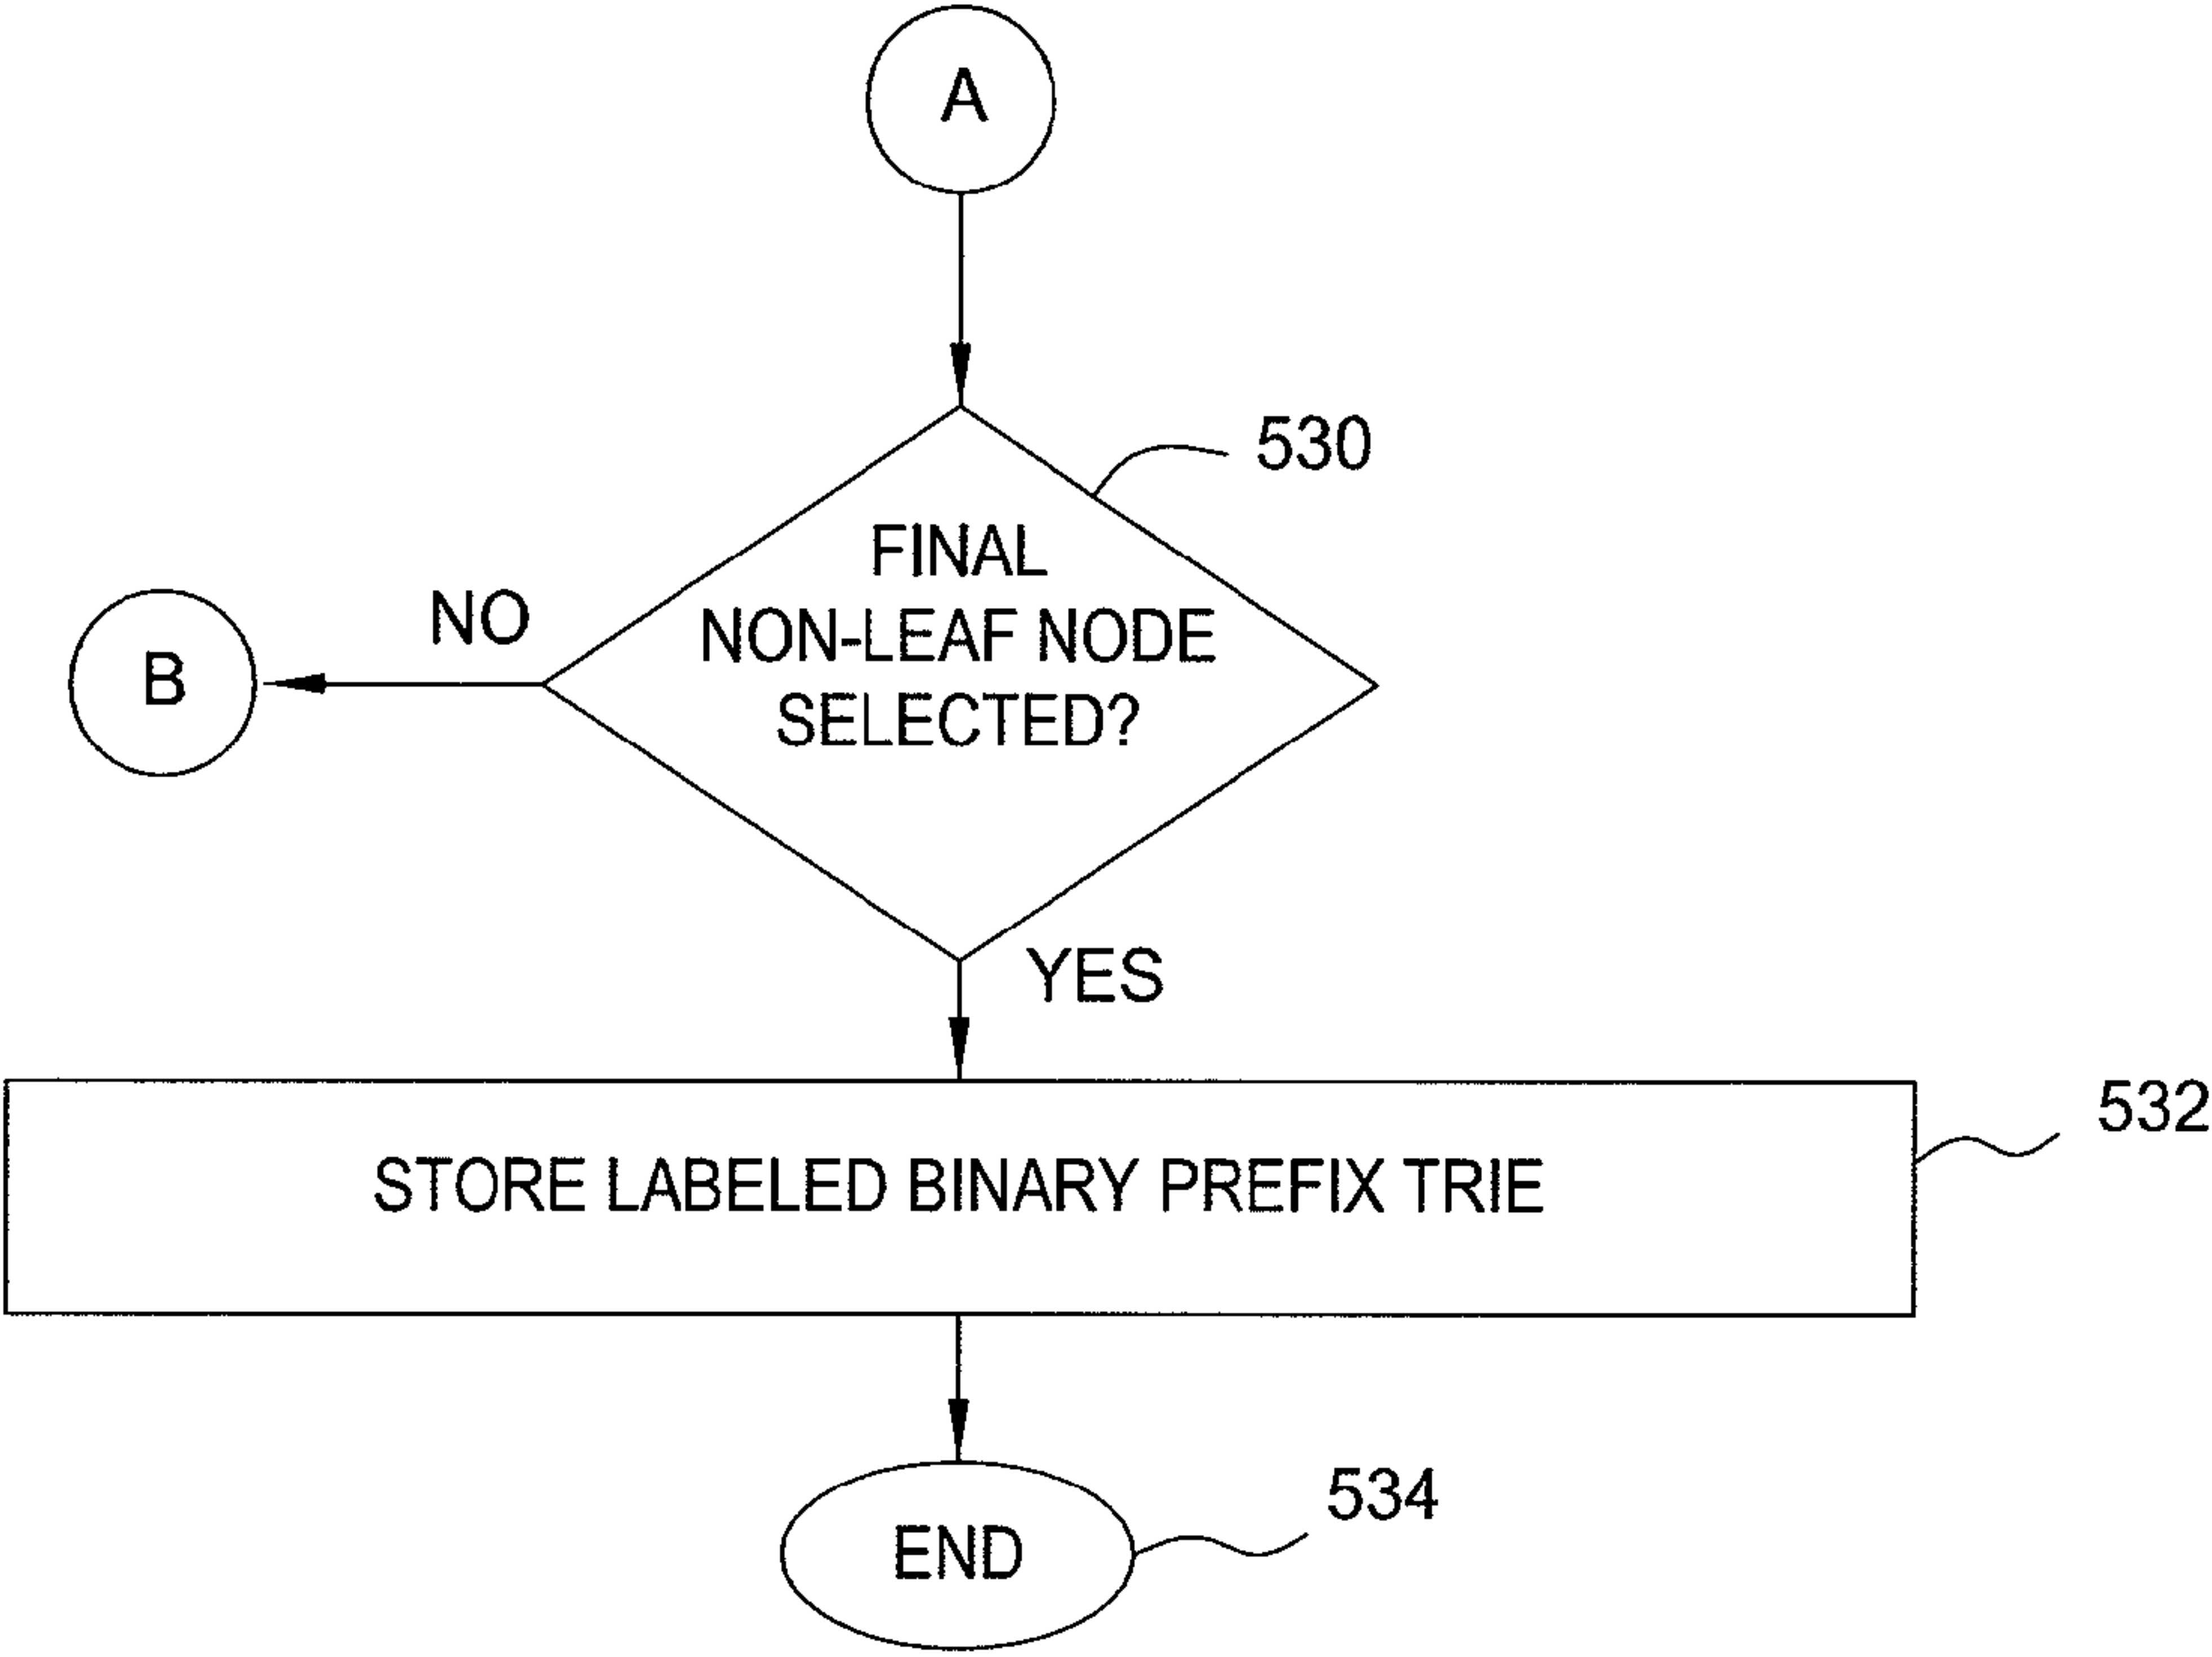 A
530
FINAL
NON-LEAF NODE
SELECTED?
NO
B
YES
532
STORE LABELED BINARY PREFIX TRIE
534
END